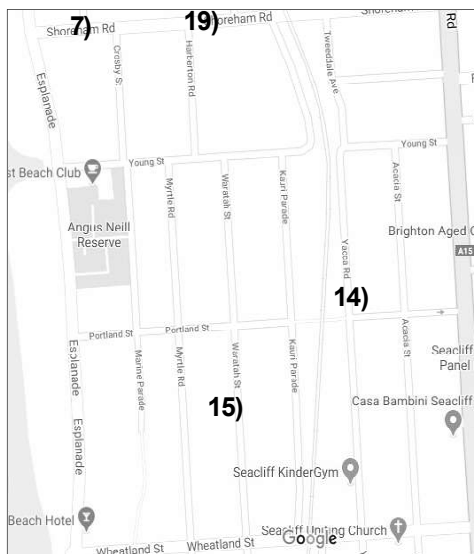 7)
19)
Shoreham Rd
Shoreham Rd
Shoreham
Rd
Esplanade
Crosby St
Harberton Rd
Tweeddale Ave
Young St
Young St
st Beach Club
Myrtle Rd
Waratah St
Kauri Parade
Acacia St
Angus Neill
Reserve
Brighton Aged C
A15
Yacca Rd
14)
Portland St
Portland St
Esplanade
Marine Parade
Myrtle Rd
Waratah St
Kauri Parade
Acacia St
Seacliff
Panel
15)
Casa Bambini Seacliff
Esplanade
Seacliff KinderGym
Beach Hotel
Seacliff Uniting Church
Google
Wheatland St
Wheatland St